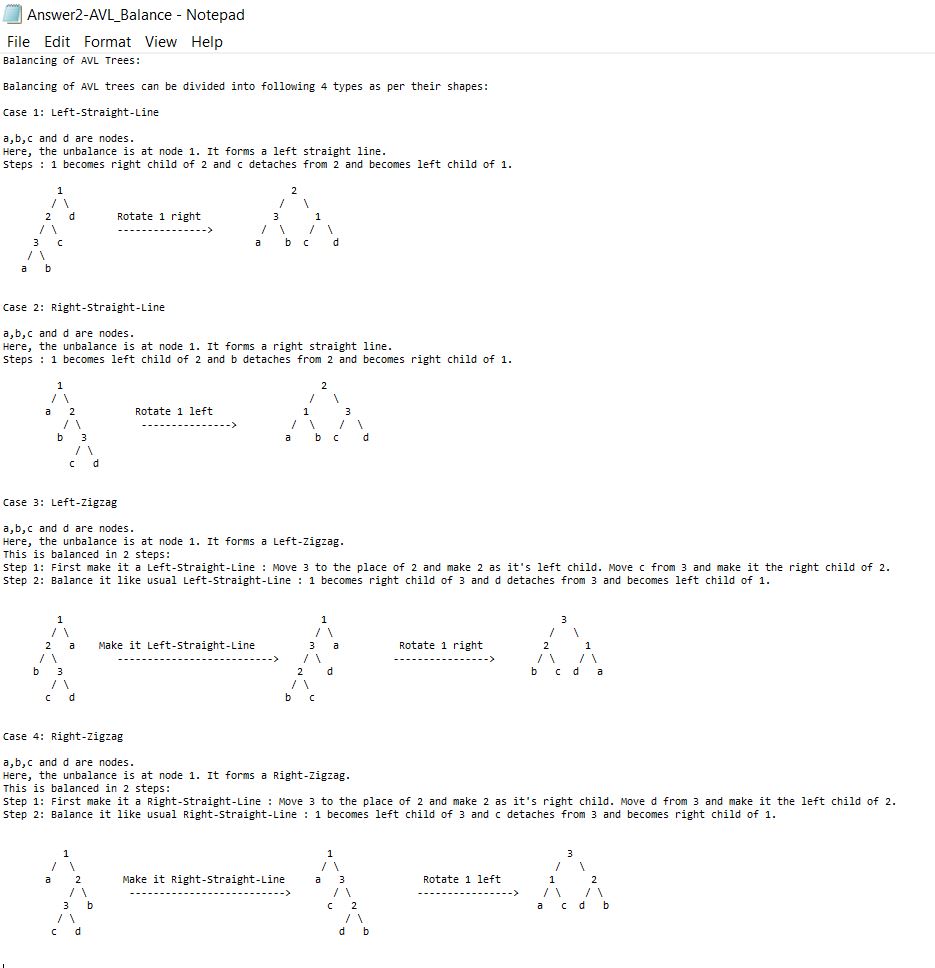 Answer2-AVL_Balance - Notepad
File Edit Format View Help
Balancing of AVL Trees:
Balancing of AVL trees can be divided into following 4 types as per their shapes:
Case 1: Left-Straight-Line
a,b,c and d are nodes.
Here, the unbalance is at node 1. It forms a left straight line.
Steps : 1 becomes right child of 2 and c detaches from 2 and becomes left child of 1.
1 2
/ \ / \
2 d Rotate 1 right 3 1
/ \ ---------------> / \ / \
3 c a b c d
/ \
a b
Case 2: Right-Straight-Line
a,b,c and d are nodes.
Here, the unbalance is at node 1. It forms a right straight line.
Steps : 1 becomes left child of 2 and b detaches from 2 and becomes right child of 1.
1 2
/ \ / \
a 2 Rotate 1 left 1 3
/ \ ---------------> / \ / \
b 3 a b c d
/ \
c d
Case 3: Left-Zigzag
a,b,c and d are nodes.
Here, the unbalance is at node 1. It forms a Left-Zigzag.
This is balanced in 2 steps:
Step 1: First make it a Left-Straight-Line : Move 3 to the place of 2 and make 2 as it's left child. Move c from 3 and make it the right child of 2.
Step 2: Balance it like usual Left-Straight-Line : 1 becomes right child of 3 and d detaches from 3 and becomes left child of 1.
1 1 3
/ \ / \ / \
2 a Make it Left-Straight-Line 3 a Rotate 1 right 2 1
/ \ --------------------------> / \ ----------------> / \ / \
b 3 2 d b c d a
/ \ / \
c d b c
Case 4: Right-Zigzag
a,b,c and d are nodes.
Here, the unbalance is at node 1. It forms a Right-Zigzag.
This is balanced in 2 steps:
Step 1: First make it a Right-Straight-Line : Move 3 to the place of 2 and make 2 as it's right child. Move d from 3 and make it the left child of 2.
Step 2: Balance it like usual Right-Straight-Line : 1 becomes left child of 3 and c detaches from 3 and becomes right child of 1.
1 1 3
/ \ / \ / \
a 2 Make it Right-Straight-Line a 3 Rotate 1 left 1 2
/ \ --------------------------> / \ ----------------> / \ / \
3 b c 2 a c d b
/ \ / \
c d d b